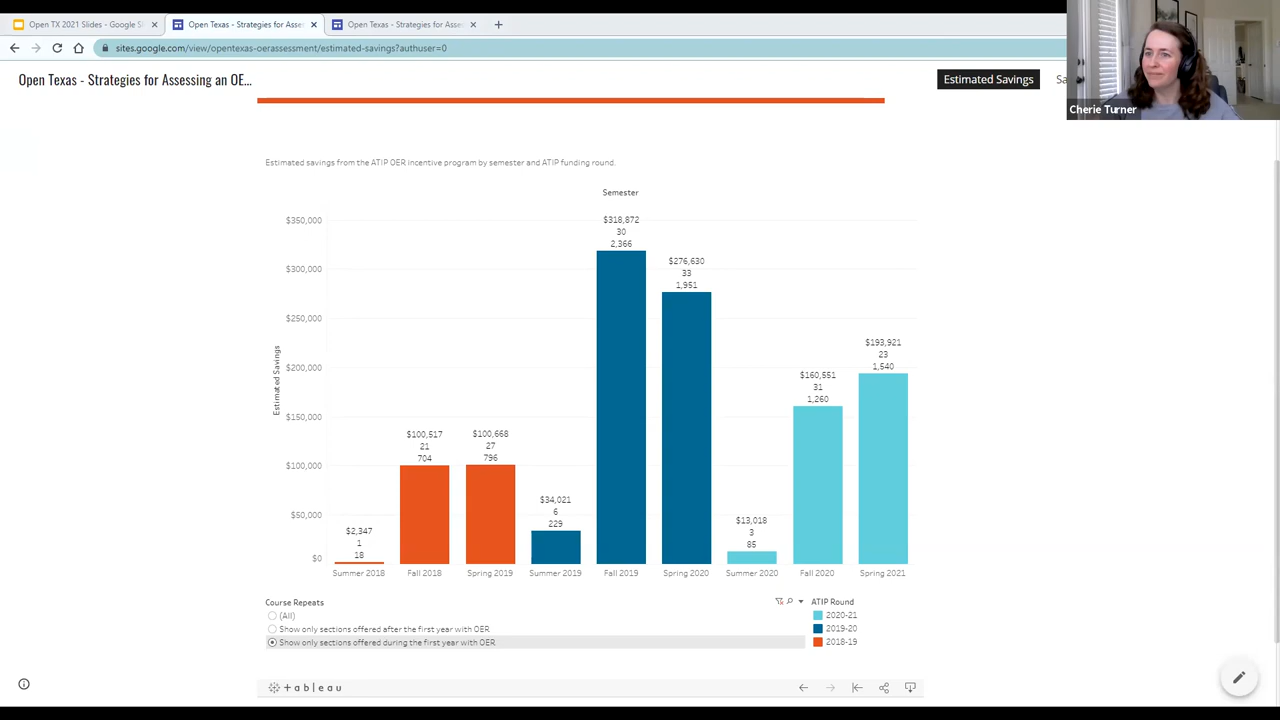 Open TX 2021 Slides - Google Sl
Open Texas - Strategies for Asses
Open Texas - Strategies for Asse
sites.google.com/view/opentexas-oerassessment/estimated-savings?authuser=0
Open Texas - Strategies for Assessing an OE...
Estimated Savings
Sa
Cherie Turner
Estimated savings from the ATIP OER incentive program by semester and ATIP funding round.
Semester
Estimated Savings
$350,000
$300,000
$250,000
$200,000
$150,000
$100,000
$50,000
$0
$2,347
1
18
$100,517
21
704
$100,668
27
796
$34,021
6
229
$318,872
30
2,366
$276,630
33
1,951
$13,018
3
85
$160,551
31
1,260
$193,921
23
1,540
Summer 2018
Fall 2018
Spring 2019
Summer 2019
Fall 2019
Spring 2020
Summer 2020
Fall 2020
Spring 2021
Course Repeats
(All)
Show only sections offered after the first year with OER
Show only sections offered during the first year with OER
ATIP Round
2020-21
2019-20
2018-19
+ableau